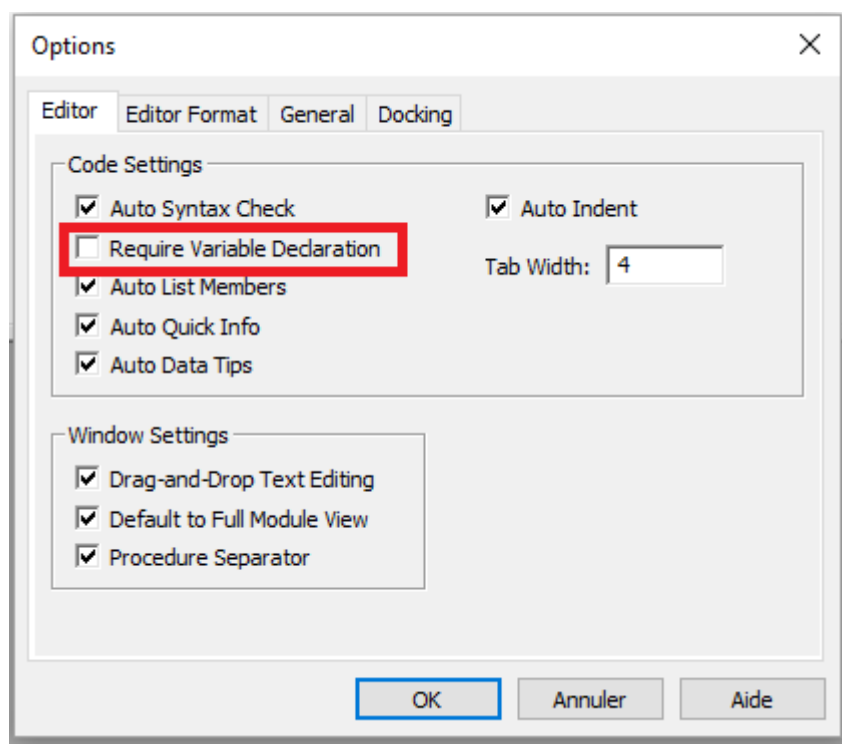 Options
Editor Editor Format General Docking
Code Settings
Auto Syntax Check Auto Indent
Require Variable Declaration
Tab Width: 4
Auto List Members
Auto Quick Info
Auto Data Tips
Window Settings
Drag-and-Drop Text Editing
Default to Full Module View
Procedure Separator
OK Annuler Aide